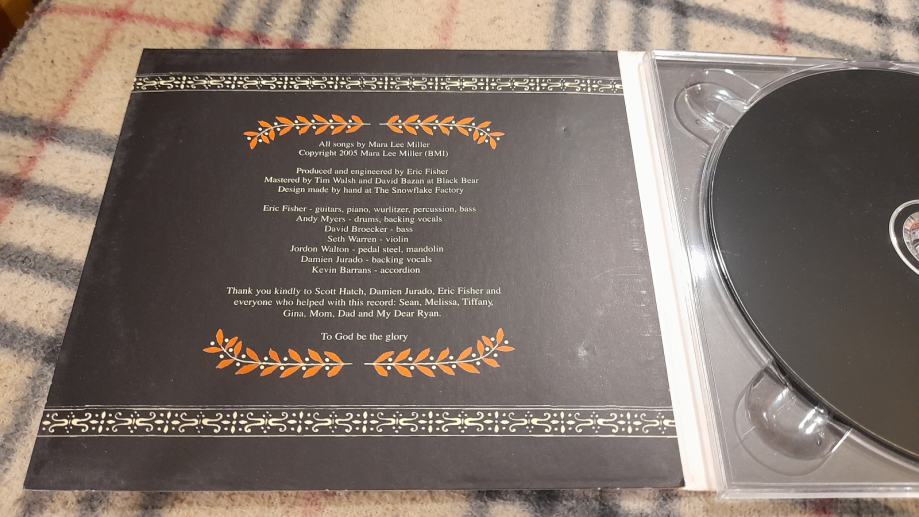 All songs by Mara Lee Miller
Copyright 2005 Mara Lee Miller (BMI)
Produced and engineered by Eric Fisher
Mastered by Tim Walsh and David Bazan at Black Bear
Design made by hand at The Snowflake Factory
Eric Fisher - guitars, piano, wurlitzer, percussion, bass
Andy Myers - drums, backing vocals
David Broecker - bass
Seth Warren - violin
Jordon Walton - pedal steel, mandolin
Damien Jurado - backing vocals
Kevin Barrans - accordion
Thank you kindly to Scott Hatch, Damien Jurado, Eric Fisher and
everyone who helped with this record: Sean, Melissa, Tiffany,
Gina, Mom, Dad and My Dear Ryan.
To God be the glory